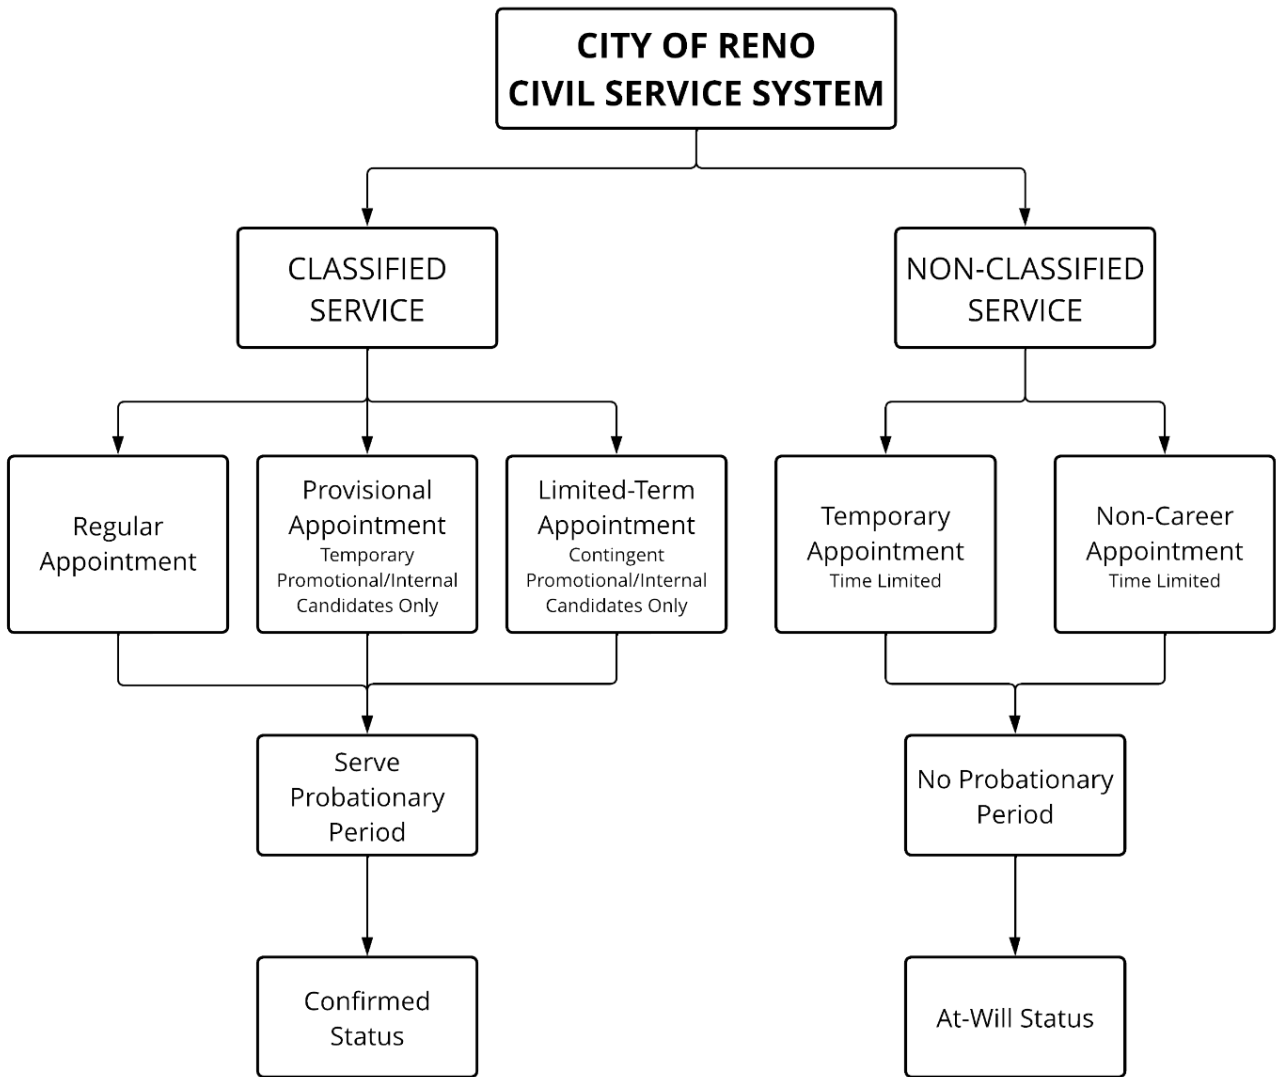 CITY OF RENO
CIVIL SERVICE SYSTEM
CLASSIFIED
SERVICE
NON-CLASSIFIED
SERVICE
Regular
Appointment
Provisional
Appointment
Temporary
Promotional/Internal
Candidates Only
Limited-Term
Appointment
Contingent
Promotional/Internal
Candidates Only
Temporary
Appointment
Time Limited
Non-Career
Appointment
Time Limited
Serve
Probationary
Period
No Probationary
Period
Confirmed
Status
At-Will Status